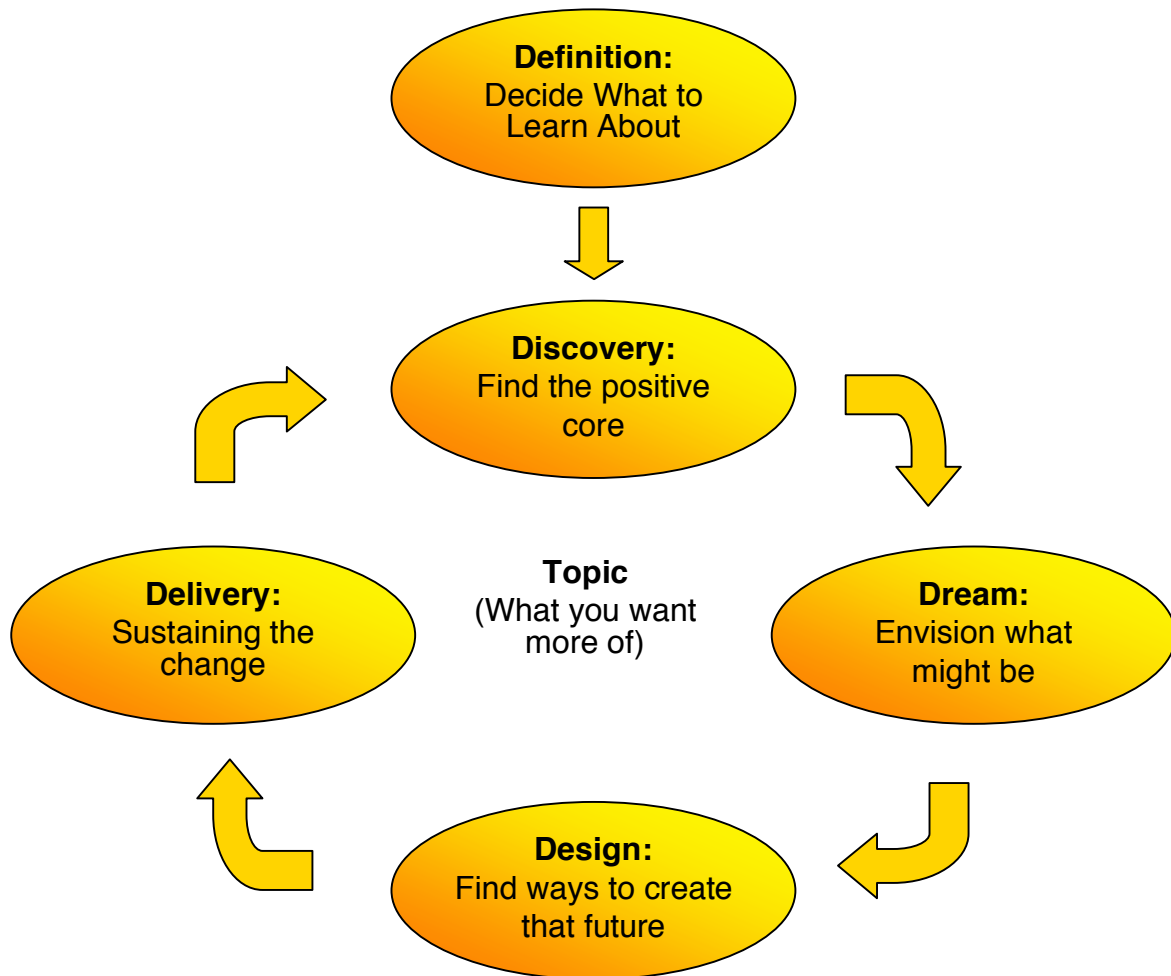 Definition:
Decide What to
Learn About
Discovery:
Find the positive
core
Delivery:
Sustaining the
change
Topic
(What you want
more of)
Dream:
Envision what
might be
Design:
Find ways to create
that future